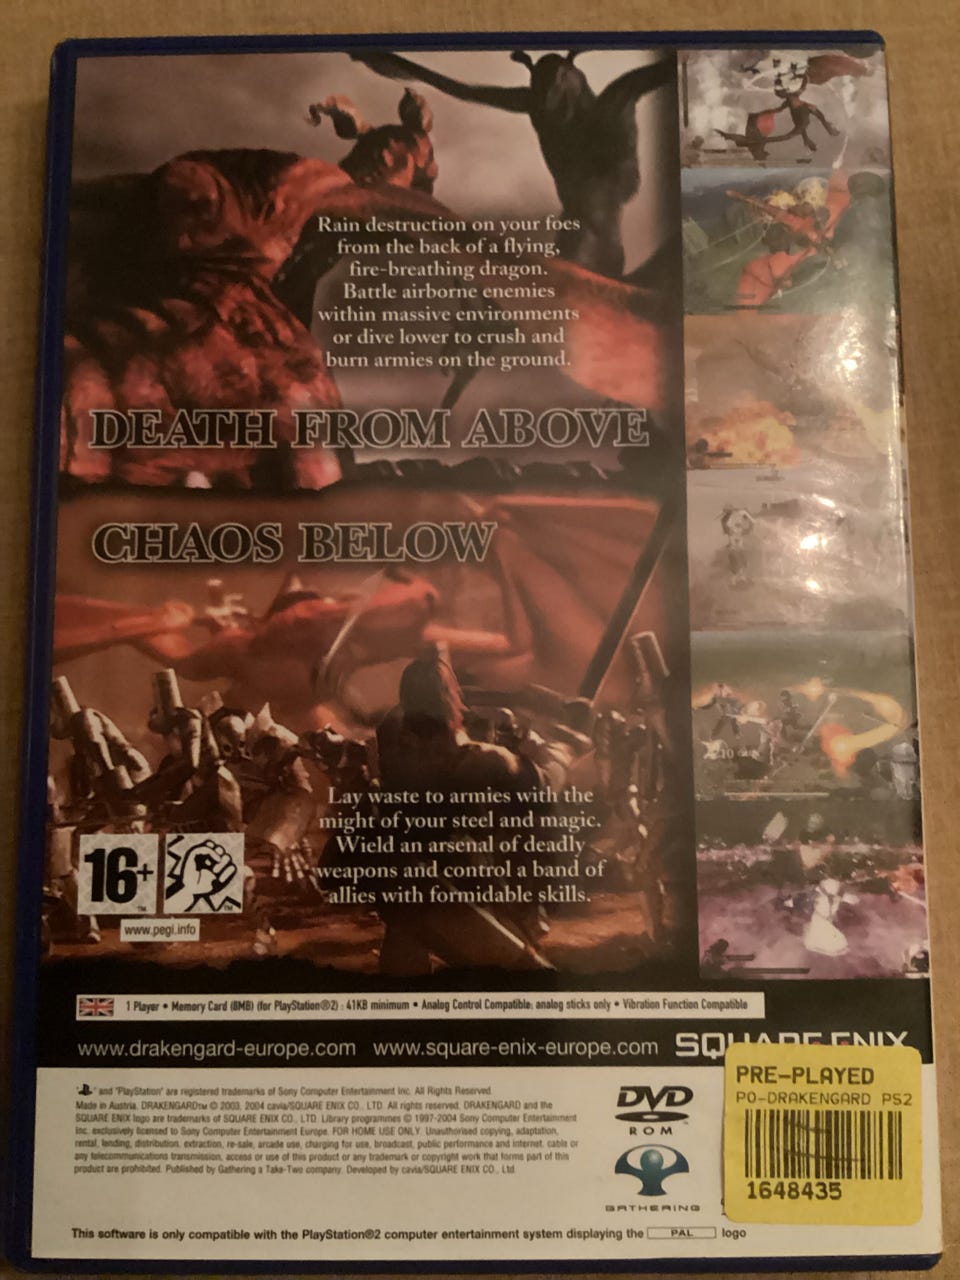 Rain destruction on your foes
from the back of a flying,
fire-breathing dragon.
Battle airborne enemies
within massive environments
or dive lower to crush and
burn armies on the ground.
DEATH FROM ABOVE
CHAOS BELOW
Lay waste to armies with the
might of your steel and magic.
Wield an arsenal of deadly
weapons and control a band of
allies with formidable skills.
16+
www.pegi.info
1 Player • Memory Card (8MB) (for PlayStation®2) : 41KB minimum • Analog Control Compatible: analog sticks only • Vibration Function Compatible
www.drakengard-europe.com www.square-enix-europe.com SQUARE ENIX
and "PlayStation" are registered trademarks of Sony Computer Entertainment Inc. All Rights Reserved.
Made in Austria. DRAKENGARD™ © 2003, 2004 cavia/SQUARE ENIX CO., LTD. All rights reserved. DRAKENGARD and the
SQUARE ENIX logo are trademarks of SQUARE ENIX CO., LTD. Library programmes © 1997-2004 Sony Computer Entertainment
Inc. exclusively licensed to Sony Computer Entertainment Europe. FOR HOME USE ONLY. Unauthorised copying, adaptation,
rental, lending, distribution, extraction, re-sale, arcade use, charging for use, broadcast, public performance and internet, cable or
any telecommunications transmission, access or use of this product or any trademark or copyright work that forms part of this
product are prohibited. Published by Gathering a Take-Two company. Developed by cavia/SQUARE ENIX CO., Ltd.
DVD
ROM
GATHERING
PRE-PLAYED
PO-DRAKENGARD PS2
1648435
This software is only compatible with the PlayStation®2 computer entertainment system displaying the PAL logo